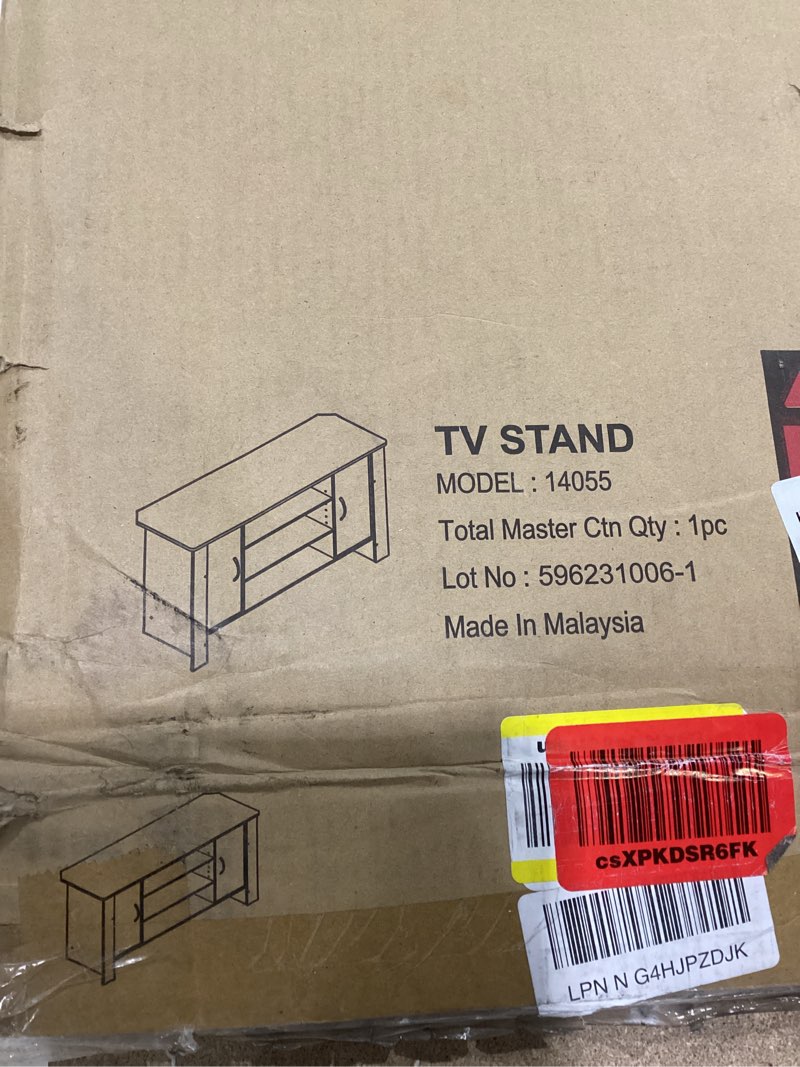 TV STAND
MODEL : 14055
Total Master Ctn Qty : 1pc
Lot No : 596231006-1
Made In Malaysia
csXPKDSR6FK
LPN N G4HJPZDJK